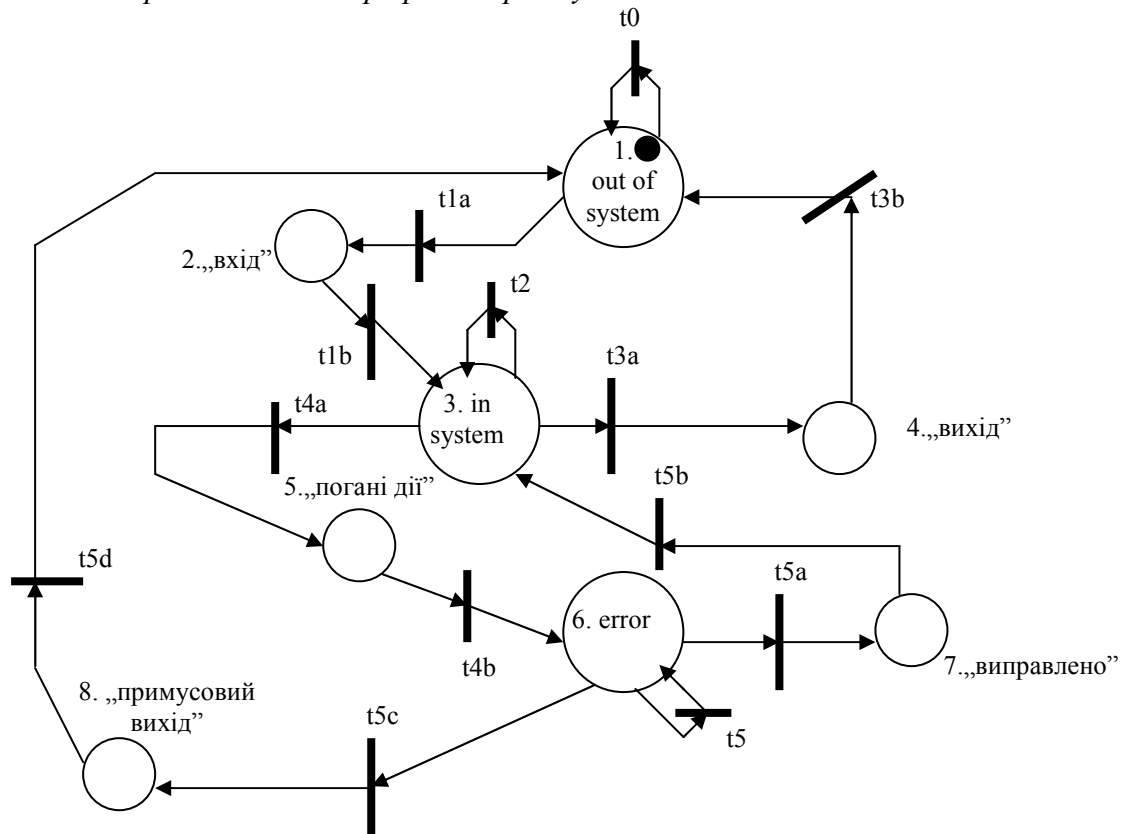 t0
1.
out of
system
t1a
t3b
2.„вхід”
t2
t1b
t3a
t4a
3. in
system
4.„вихід”
5.„погані дії”
t5b
t5d
t5a
6. error
t4b
7.„виправлено”
8. „примусовий
вихід”
t5c
t5